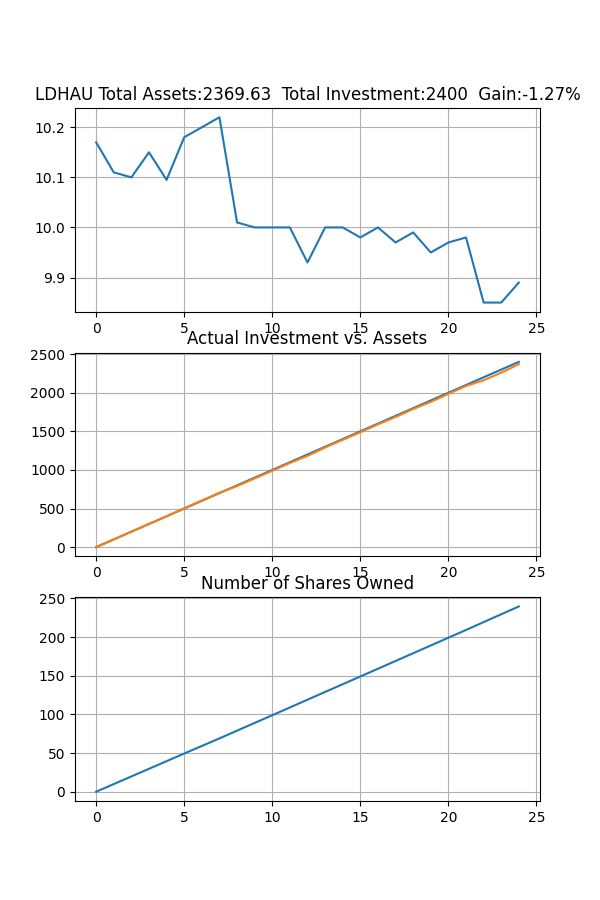 LDHAU Total Assets:2369.63  Total Investment:2400  Gain:-1.27%
10.2
10.1
10.0
9.9
0 5 10 15 20 25
Actual Investment vs. Assets
2500
2000
1500
1000
500
0
0 5 10 15 20 25
Number of Shares Owned
250
200
150
100
50
0
0 5 10 15 20 25